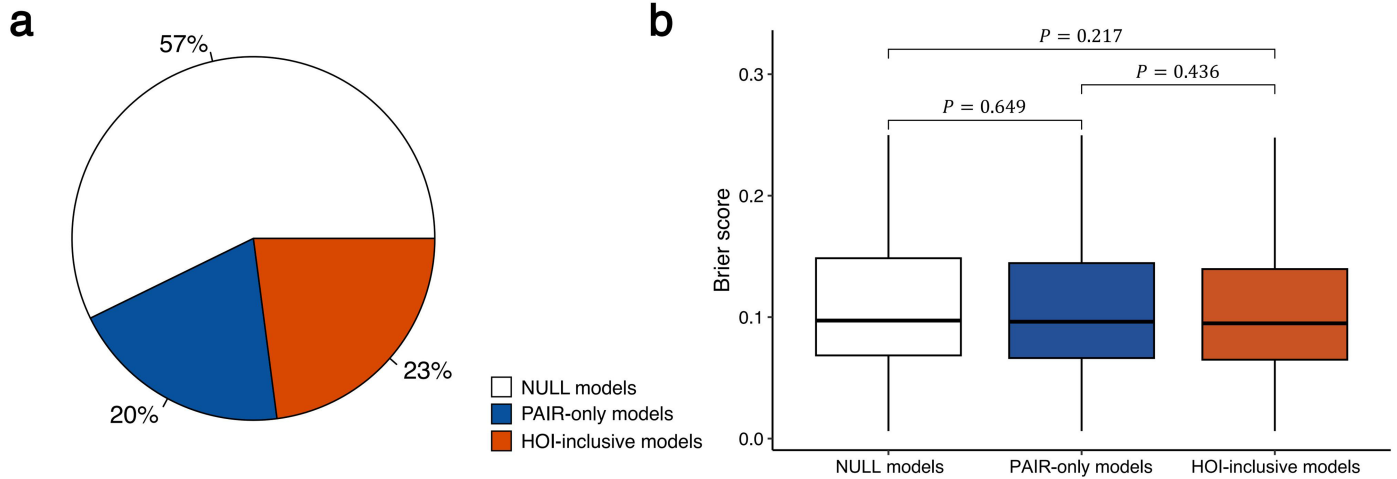 a
57%
20%
23%
NULL models
PAIR-only models
HOI-inclusive models
b
P = 0.217
P = 0.436
P = 0.649
Brier score
0.3
0.2
0.1
0.0
NULL models
PAIR-only models
HOI-inclusive models